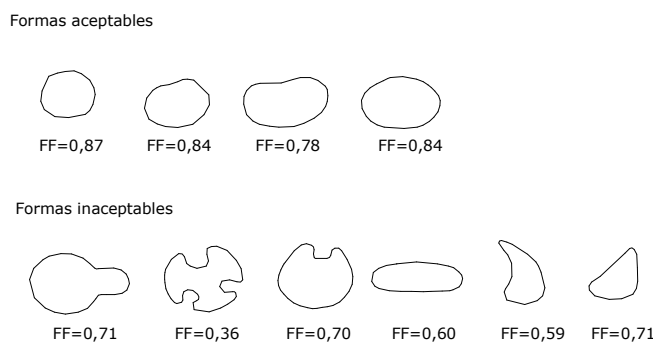 Formas aceptables
FF=0,87 FF=0,84 FF=0,78 FF=0,84
Formas inaceptables
FF=0,71 FF=0,36 FF=0,70 FF=0,60 FF=0,59 FF=0,71